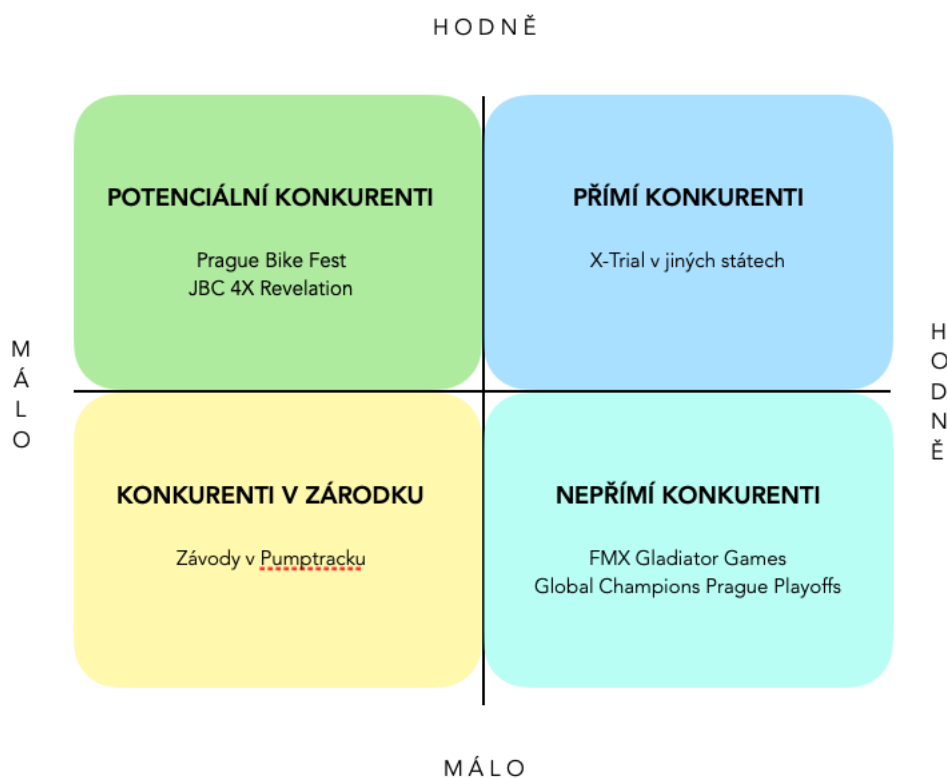 HODNĚ
POTENCIÁLNÍ KONKURENTI
Prague Bike Fest
JBC 4X Revelation
PŘÍMÍ KONKURENTI
X-Trial v jiných státech
MÁLO
HODNĚ
KONKURENTI V ZÁRODKU
Závody v Pumptracku
NEPŘÍMÍ KONKURENTI
FMX Gladiator Games
Global Champions Prague Playoffs
MÁLO